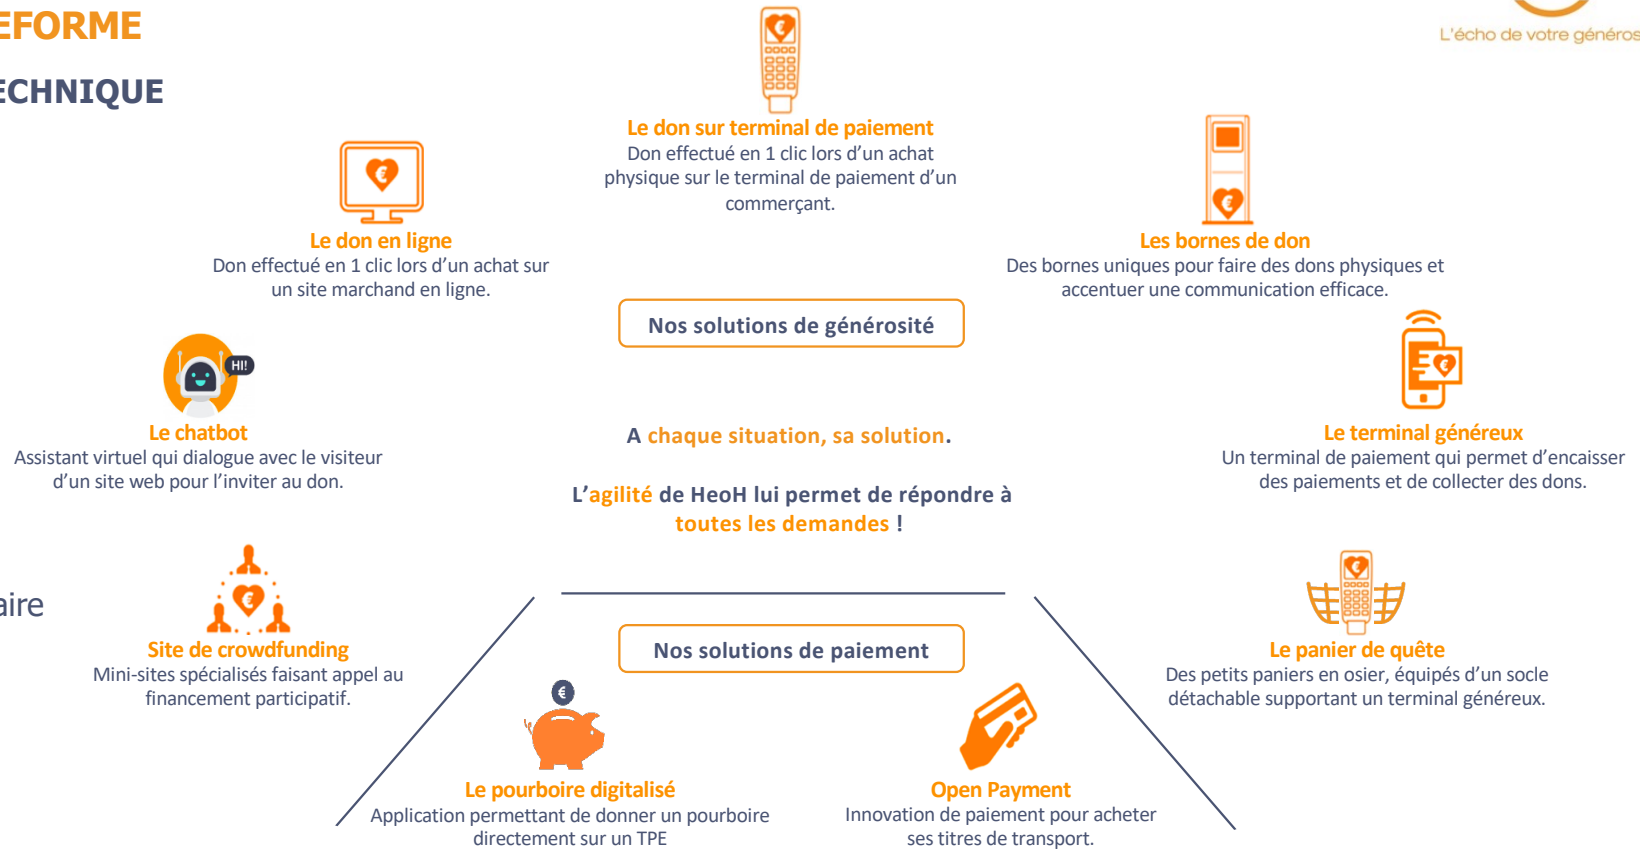 EFORME
L'écho de votre généros
ECHNIQUE
Le don sur terminal de paiement
Don effectué en 1 clic lors d'un achat
physique sur le terminal de paiement d'un
commerçant.
Le don en ligne
Don effectué en 1 clic lors d'un achat sur
un site marchand en ligne.
Les bornes de don
Des bornes uniques pour faire des dons physiques et
accentuer une communication efficace.
Nos solutions de générosité
HI!
Le chatbot
Assistant virtuel qui dialogue avec le visiteur
d'un site web pour l'inviter au don.
A chaque situation, sa solution.
L'agilité de HeoH lui permet de répondre à
toutes les demandes !
Le terminal généreux
Un terminal de paiement qui permet d'encaisser
des paiements et de collecter des dons.
aire
Site de crowdfunding
Mini-sites spécialisés faisant appel au
financement participatif.
Nos solutions de paiement
Le panier de quête
Des petits paniers en osier, équipés d'un socle
détachable supportant un terminal généreux.
Le pourboire digitalisé
Application permettant de donner un pourboire
directement sur un TPE
Open Payment
Innovation de paiement pour acheter
ses titres de transport.